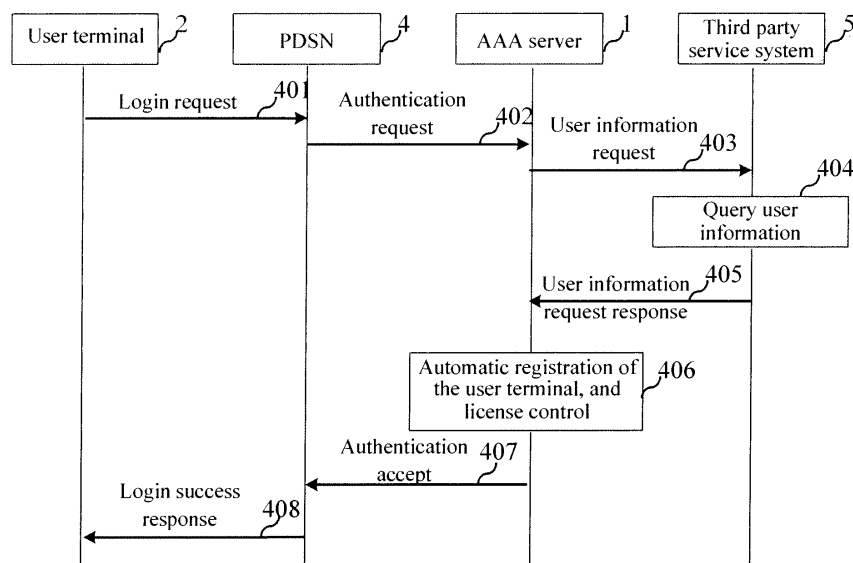 User terminal
2
PDSN
4
AAA server
1
Third party
service system
5
Login request
401
Authentication
request
402
User information
request
403
404
Query user
information
User information
request response
405
Automatic registration of
the user terminal, and
license control
406
Authentication
accept
407
Login success
response
408